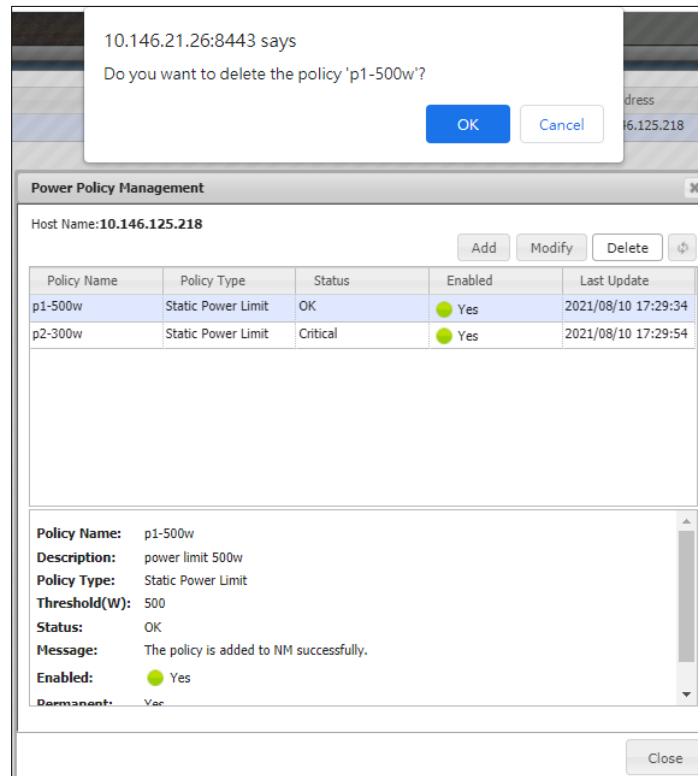 10.146.21.26:8443 says
Do you want to delete the policy 'p1-500w'?
OK Cancel
dress
46.125.218
Power Policy Management
Host Name:10.146.125.218
Add Modify Delete
Policy Name Policy Type Status Enabled Last Update
p1-500w Static Power Limit OK Yes 2021/08/10 17:29:34
p2-300w Static Power Limit Critical Yes 2021/08/10 17:29:54
Policy Name: p1-500w
Description: power limit 500w
Policy Type: Static Power Limit
Threshold(W): 500
Status: OK
Message: The policy is added to NM successfully.
Enabled: Yes
Permanent: Yes
Close